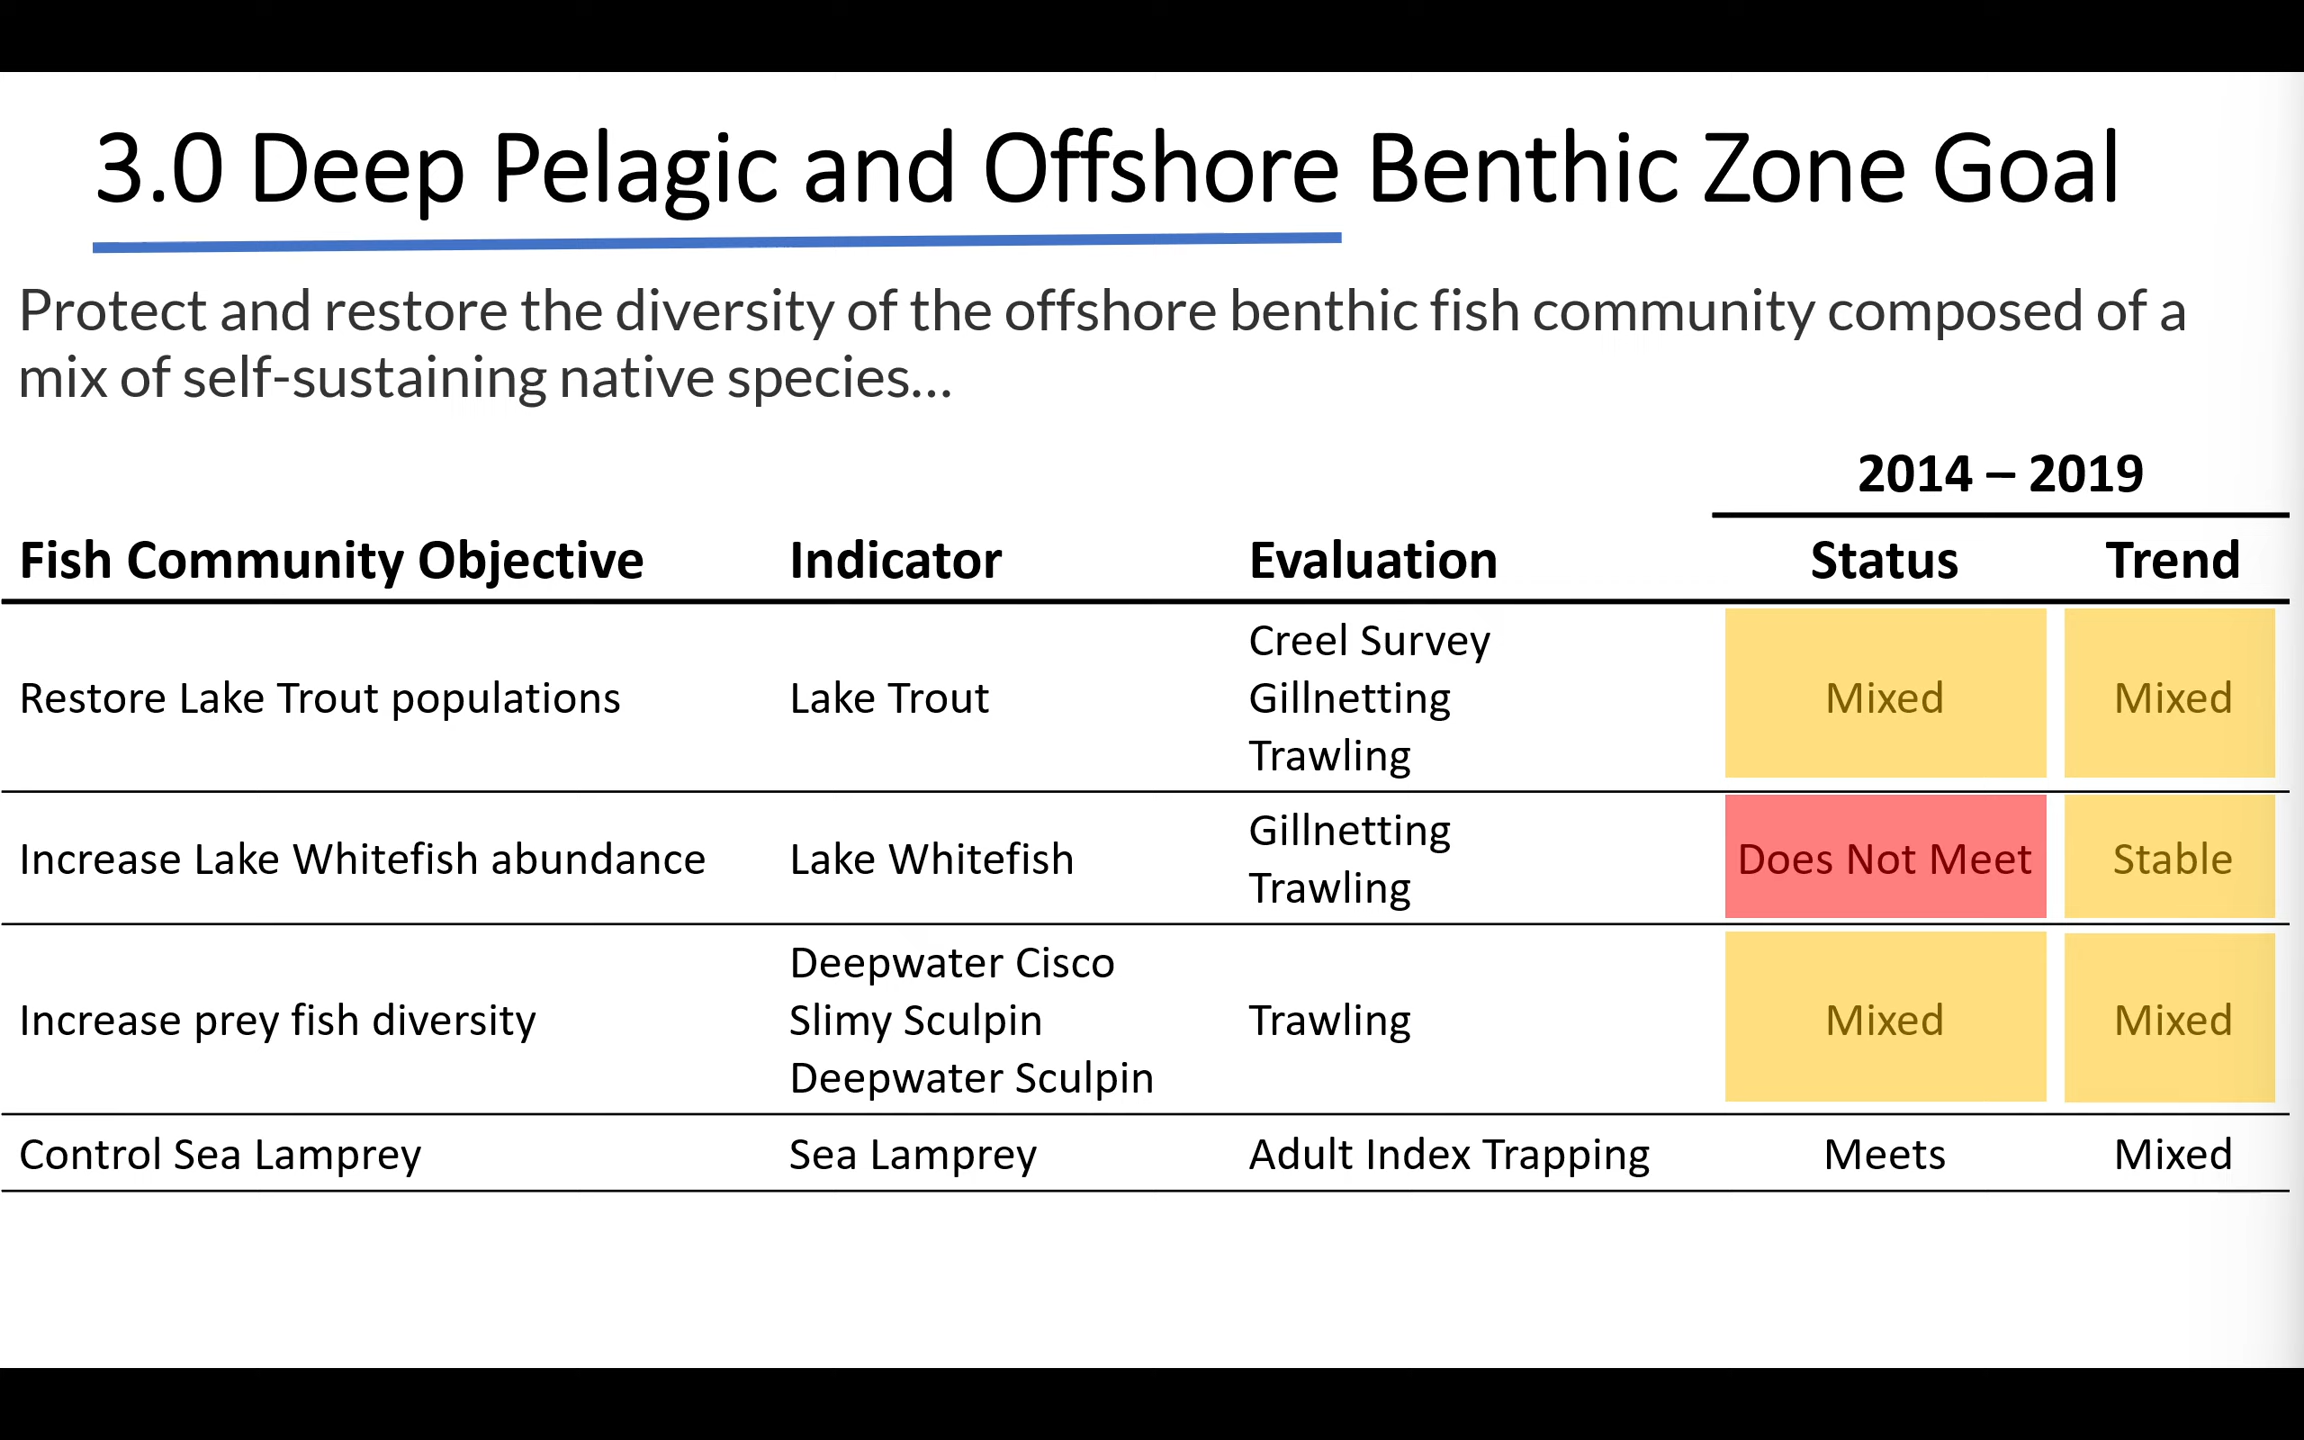 3.0 Deep Pelagic and Offshore Benthic Zone Goal
Protect and restore the diversity of the offshore benthic fish community composed of a
mix of self-sustaining native species...
2014 – 2019
Fish Community Objective Indicator Evaluation Status Trend
Creel Survey
Restore Lake Trout populations Lake Trout Gillnetting Mixed Mixed
Trawling
Gillnetting
Increase Lake Whitefish abundance Lake Whitefish Does Not Meet Stable
Trawling
Deepwater Cisco
Increase prey fish diversity Slimy Sculpin Trawling Mixed Mixed
Deepwater Sculpin
Control Sea Lamprey Sea Lamprey Adult Index Trapping Meets Mixed